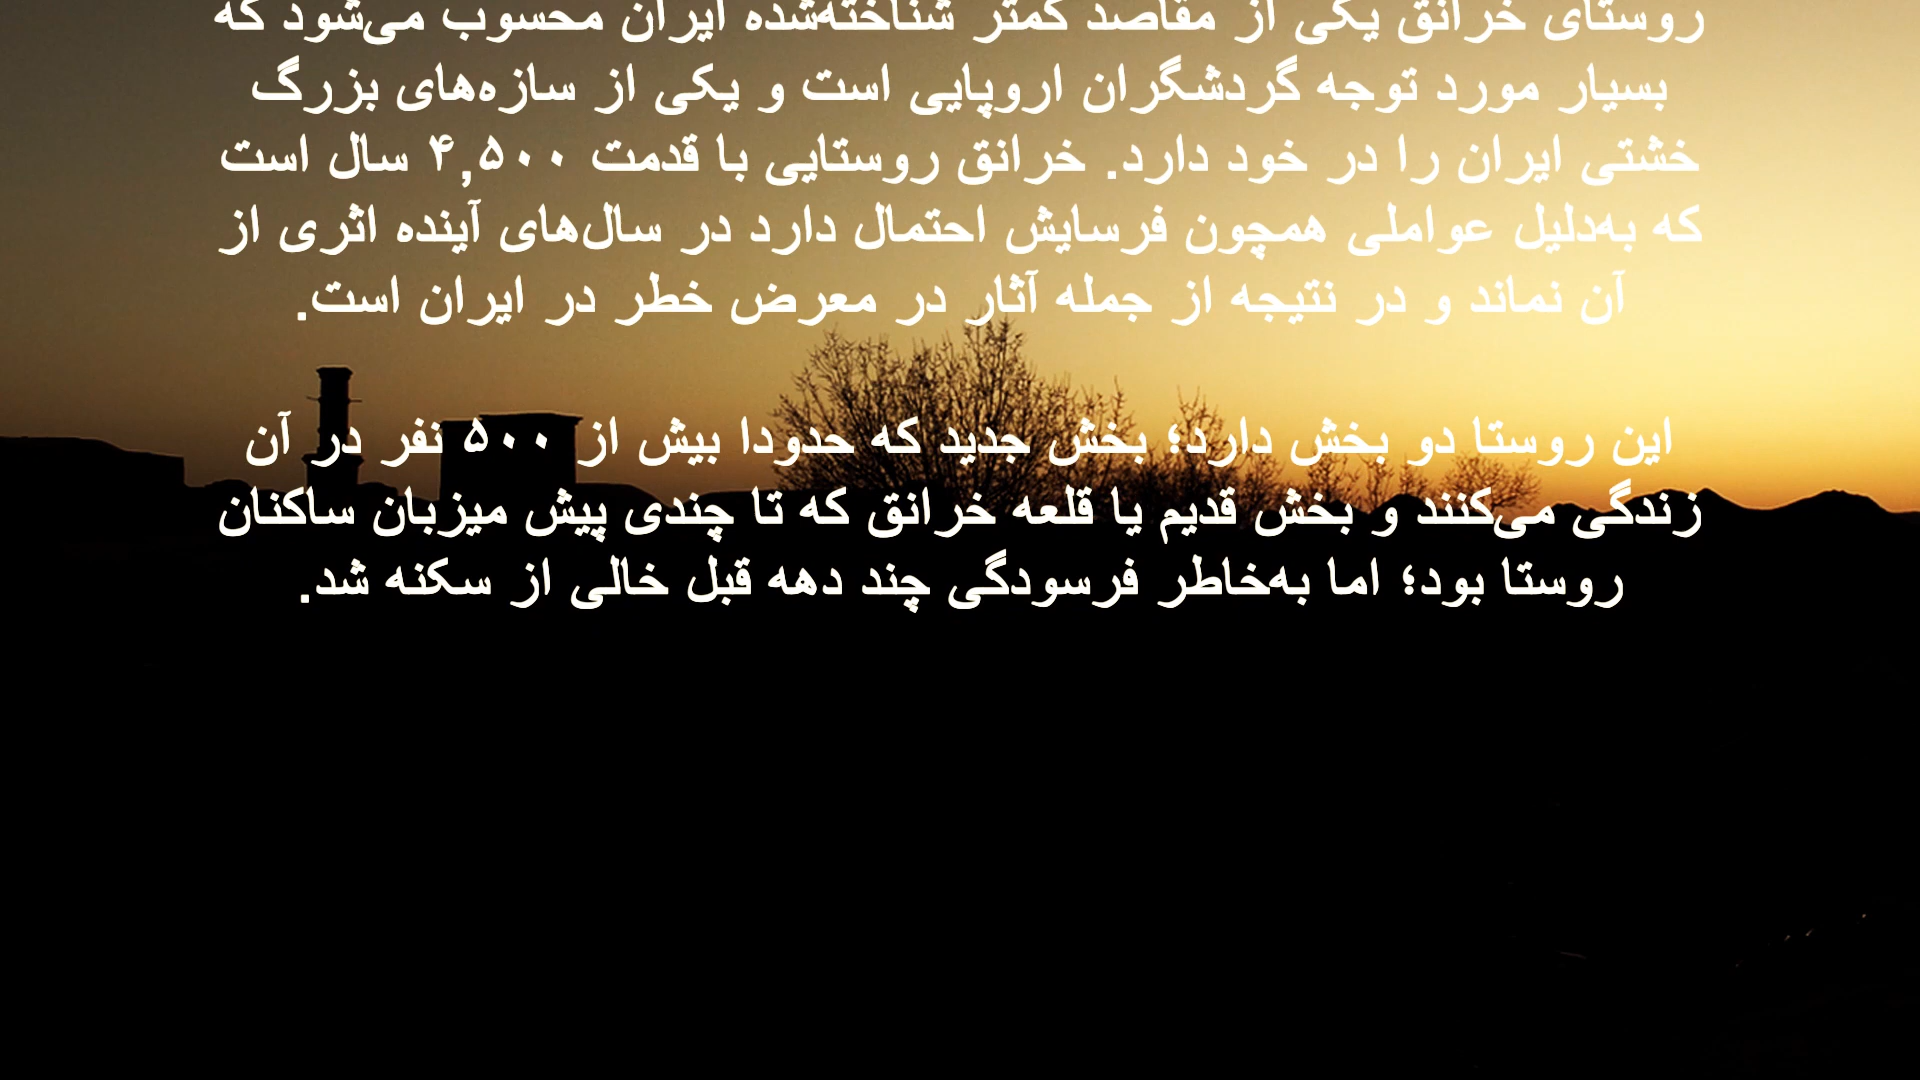 روستای خرانق یکی از مقاصد کمتر شناخته‌شده ایران محسوب می‌شود که
بسیار مورد توجه گردشگران اروپایی است و یکی از سازه‌های بزرگ
خشتی ایران را در خود دارد. خرانق روستایی با قدمت ۴,۵۰۰ سال است
که به‌دلیل عواملی همچون فرسایش احتمال دارد در سال‌های آینده اثری از
آن نماند و در نتیجه از جمله آثار در معرض خطر در ایران است.
این روستا دو بخش دارد؛ بخش جدید که حدودا بیش از ۵۰۰ نفر در آن
زندگی می‌کنند و بخش قدیم یا قلعه خرانق که تا چندی پیش میزبان ساکنان
روستا بود؛ اما به‌خاطر فرسودگی چند دهه قبل خالی از سکنه شد.